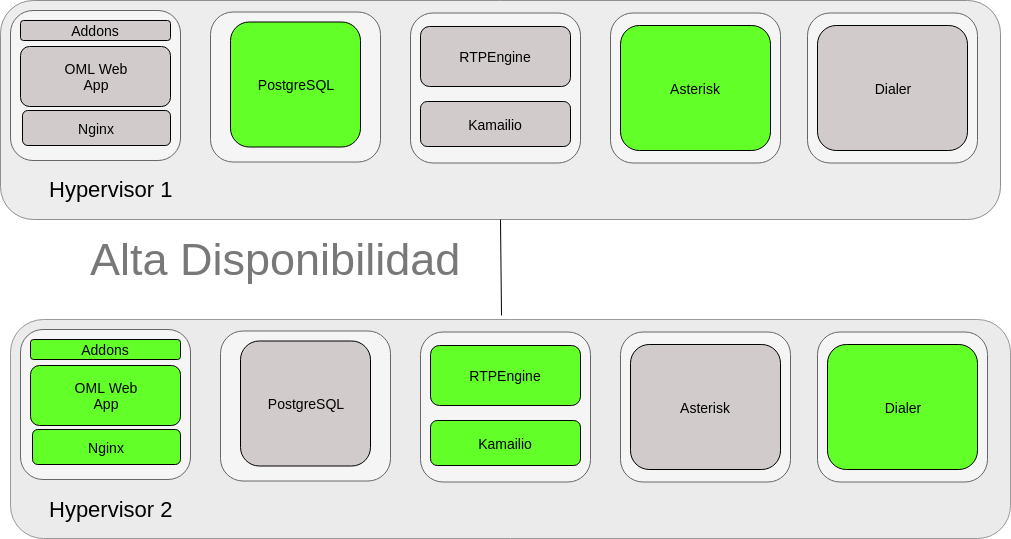 Addons
OML Web
App
Nginx
PostgreSQL
RTPEngine
Kamailio
Asterisk
Dialer
Hypervisor 1
Alta Disponibilidad
Addons
OML Web
App
Nginx
PostgreSQL
RTPEngine
Kamailio
Asterisk
Dialer
Hypervisor 2